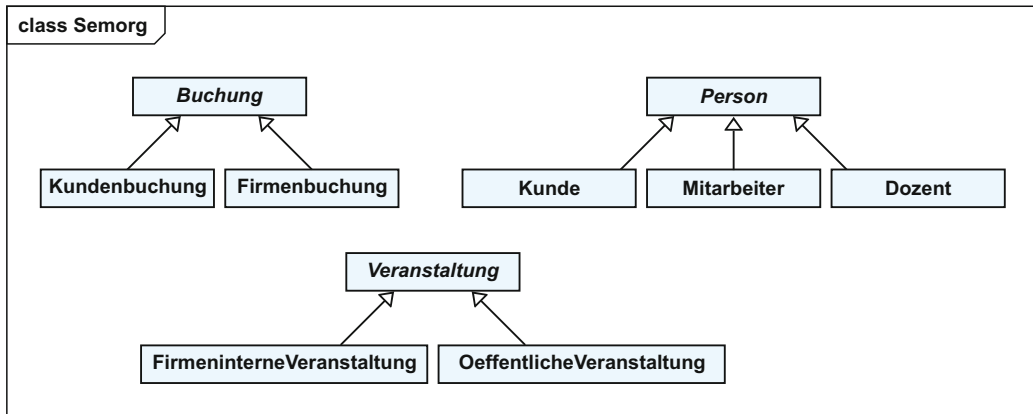 class Semorg
Buchung
Person
Kundenbuchung
Firmenbuchung
Kunde
Mitarbeiter
Dozent
Veranstaltung
FirmeninterneVeranstaltung
OeffentlicheVeranstaltung